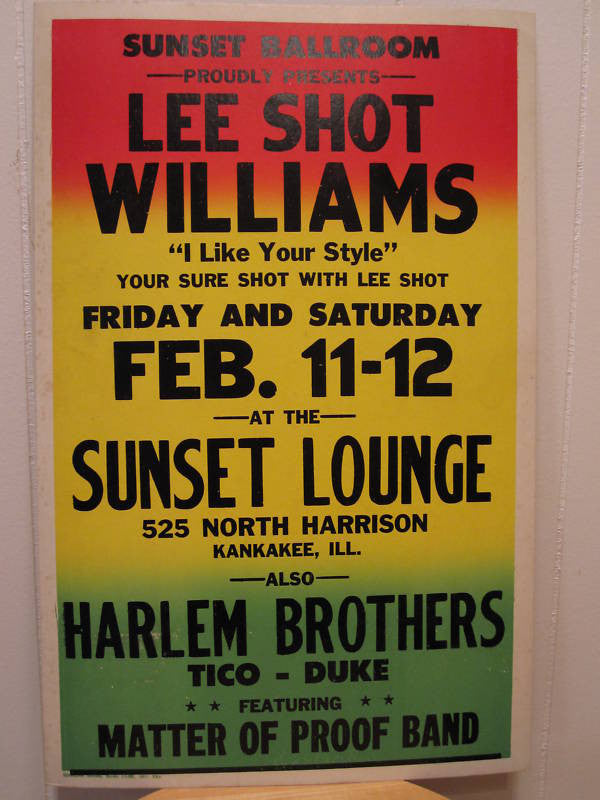 SUNSET BALLROOM
—PROUDLY PRESENTS—
LEE SHOT
WILLIAMS
“I Like Your Style”
YOUR SURE SHOT WITH LEE SHOT
FRIDAY AND SATURDAY
FEB. 11-12
—AT THE—
SUNSET LOUNGE
525 NORTH HARRISON
KANKAKEE, ILL.
—ALSO—
HARLEM BROTHERS
TICO - DUKE
★ ★ FEATURING ★ ★
MATTER OF PROOF BAND